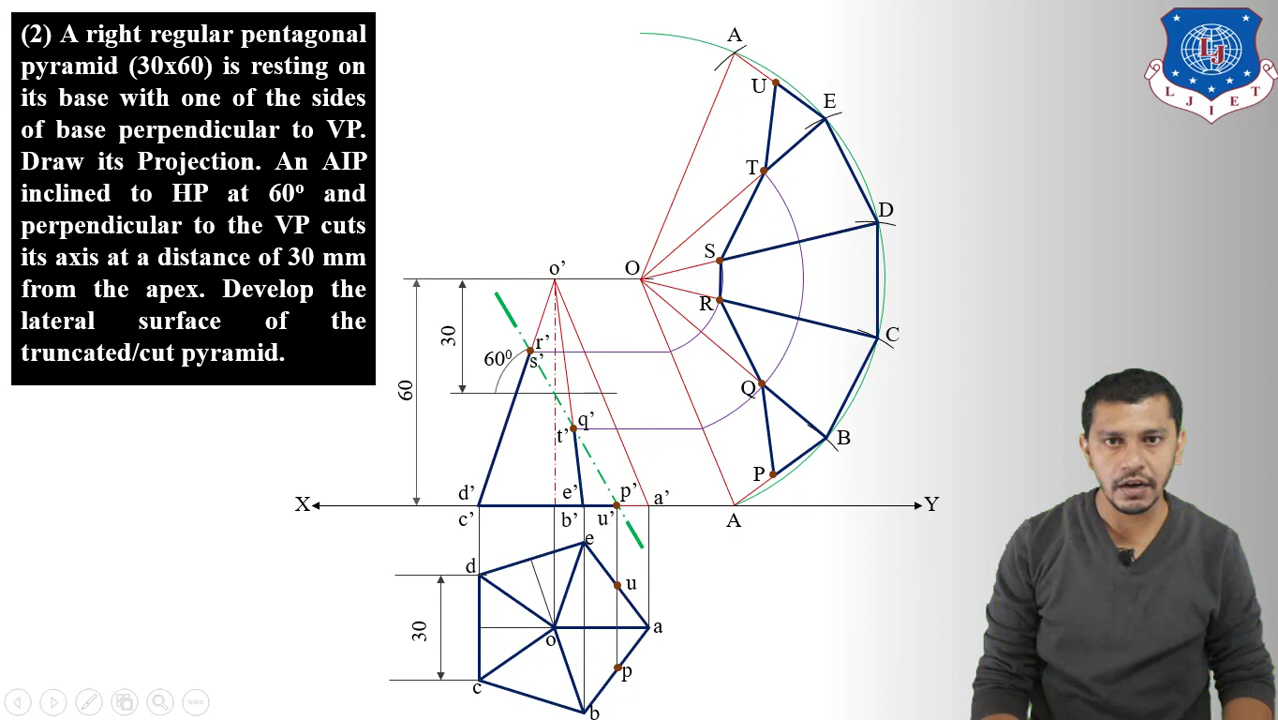 (2) A right regular pentagonal
pyramid (30x60) is resting on
its base with one of the sides
of base perpendicular to VP.
Draw its Projection. An AIP
inclined to HP at 60º and
perpendicular to the VP cuts
its axis at a distance of 30 mm
from the apex. Develop the
lateral surface of the
truncated/cut pyramid.
A
U
E
T
D
S
O
o'
R
C
Q
B
P
A
30
60
60⁰
r'
s'
q'
t'
d'
c'
e'
b'
p'
u'
a'
X
Y
e
d
u
30
o
a
p
c
b
LJ
L J I E T